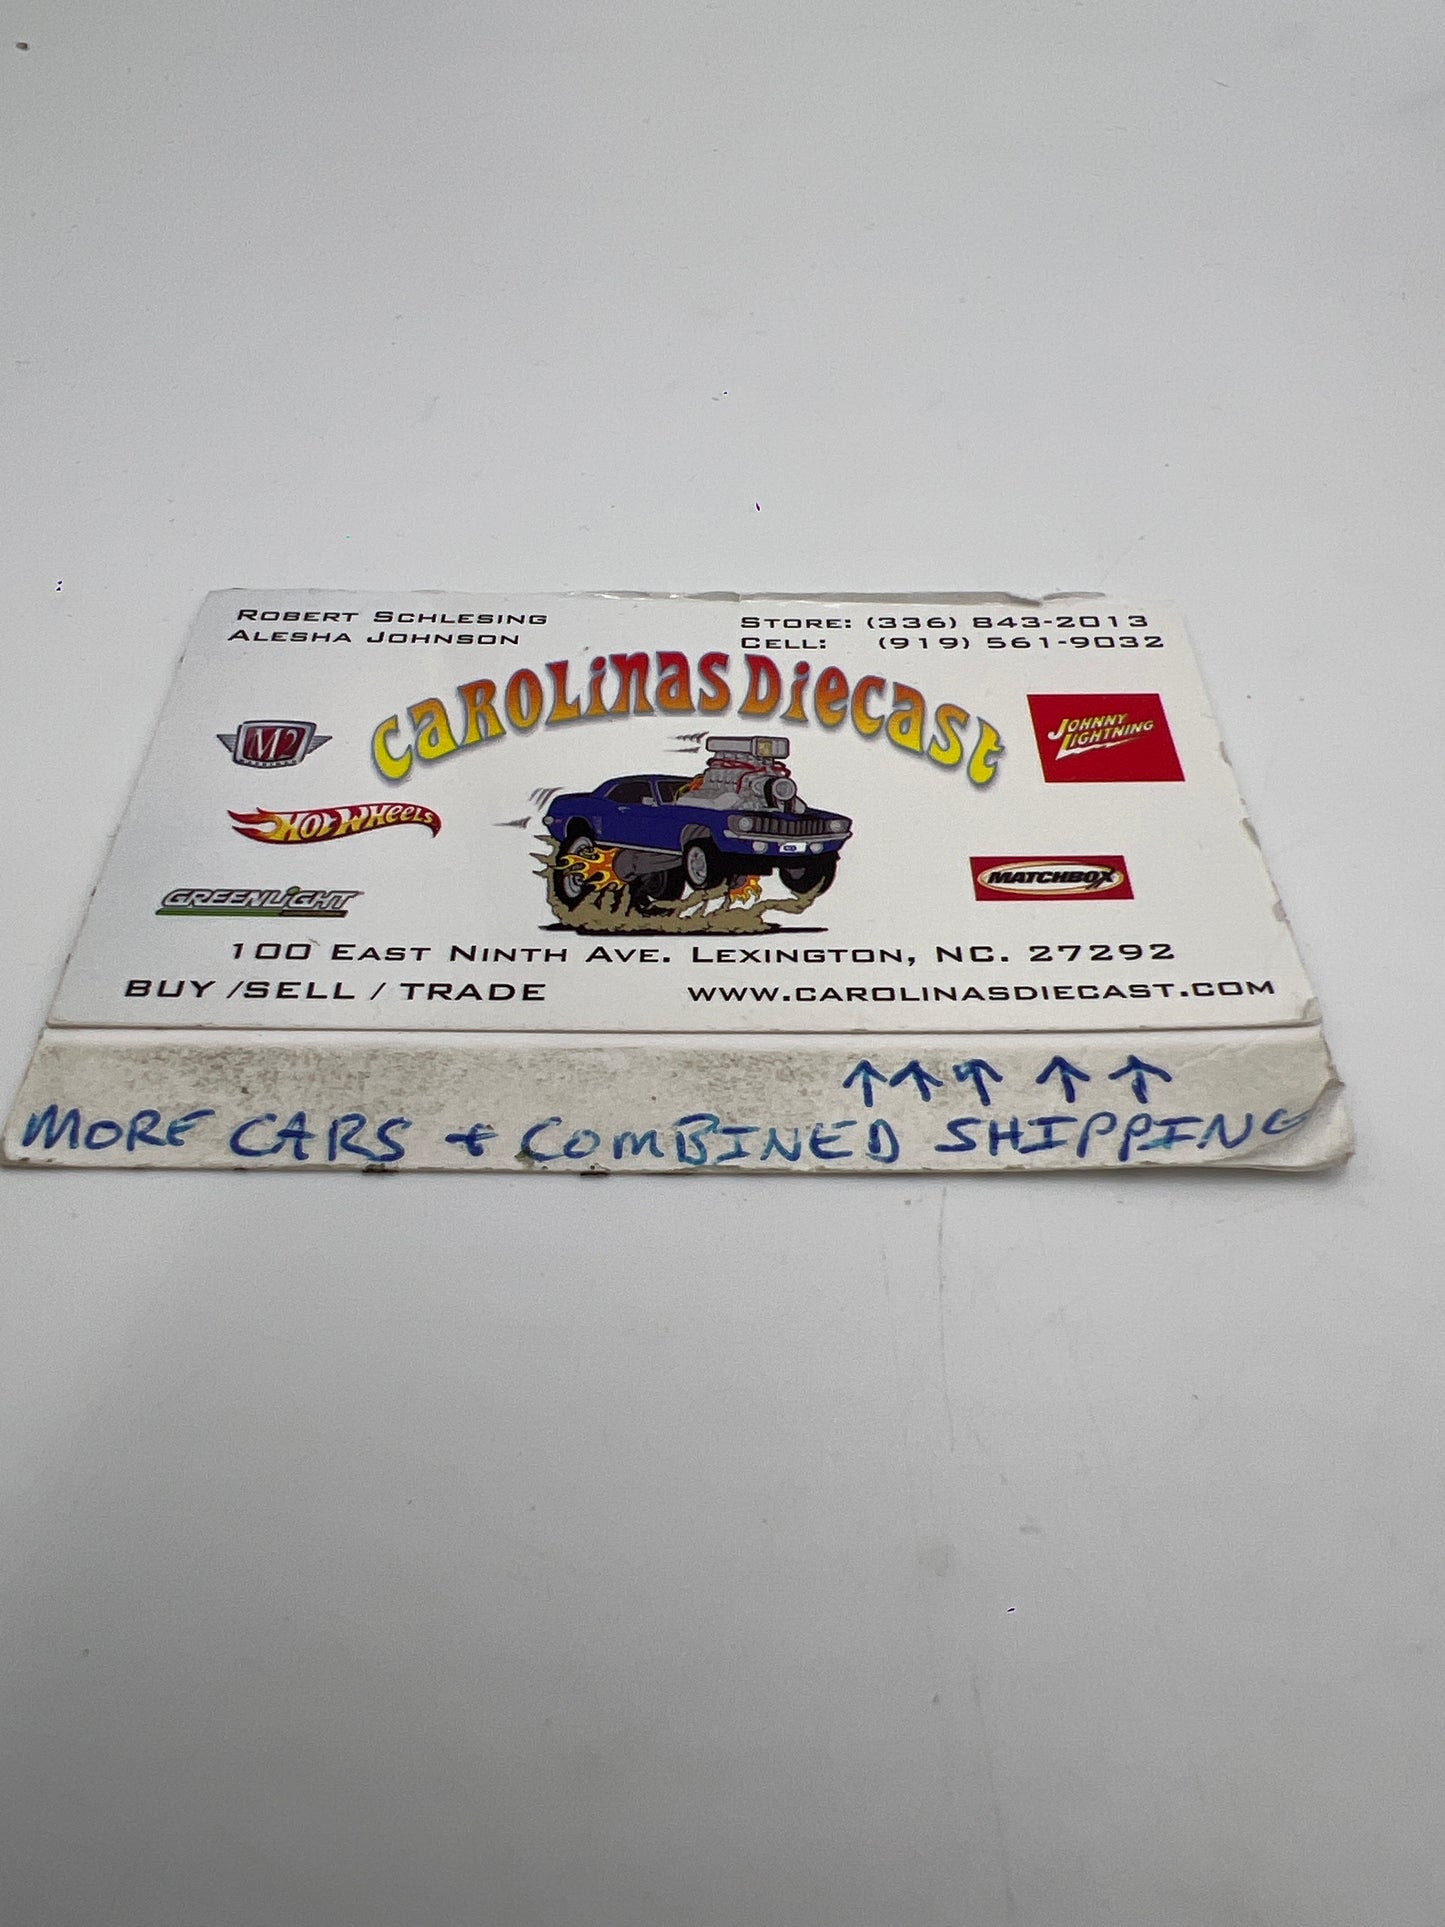 ROBERT SCHLESING
ALESHA JOHNSON
STORE: (336) 843-2013
CELL: (919) 561-9032
CAROLINAS DIECAST
M2
JOHNNY LIGHTNING
HOT WHEELS
MATCHBOX
GREENLIGHT
100 EAST NINTH AVE. LEXINGTON, NC. 27292
BUY /SELL / TRADE
WWW.CAROLINASDIECAST.COM
↑↑↑ ↑ ↑
MORE CARS + COMBINED SHIPPING